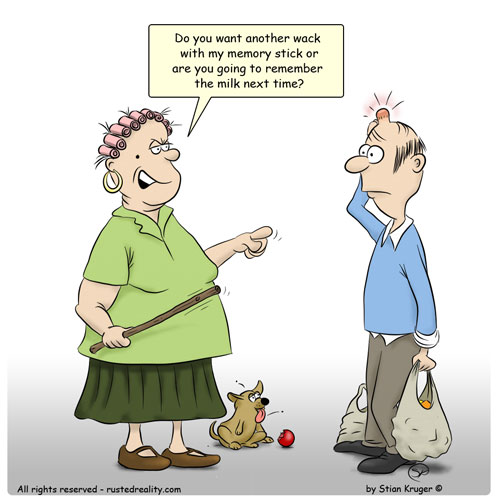 Do you want another wack
with my memory stick or
are you going to remember
the milk next time?
All rights reserved - rustedreality.com
by Stian Kruger ©